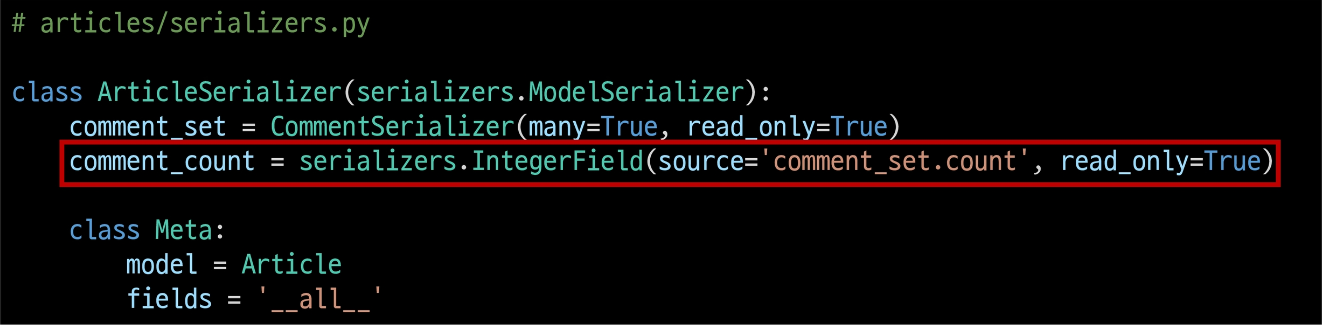 # articles/serializers.py
class ArticleSerializer(serializers.ModelSerializer):
    comment_set = CommentSerializer(many=True, read_only=True)
    comment_count = serializers.IntegerField(source='comment_set.count', read_only=True)
    class Meta:
        model = Article
        fields = '__all__'